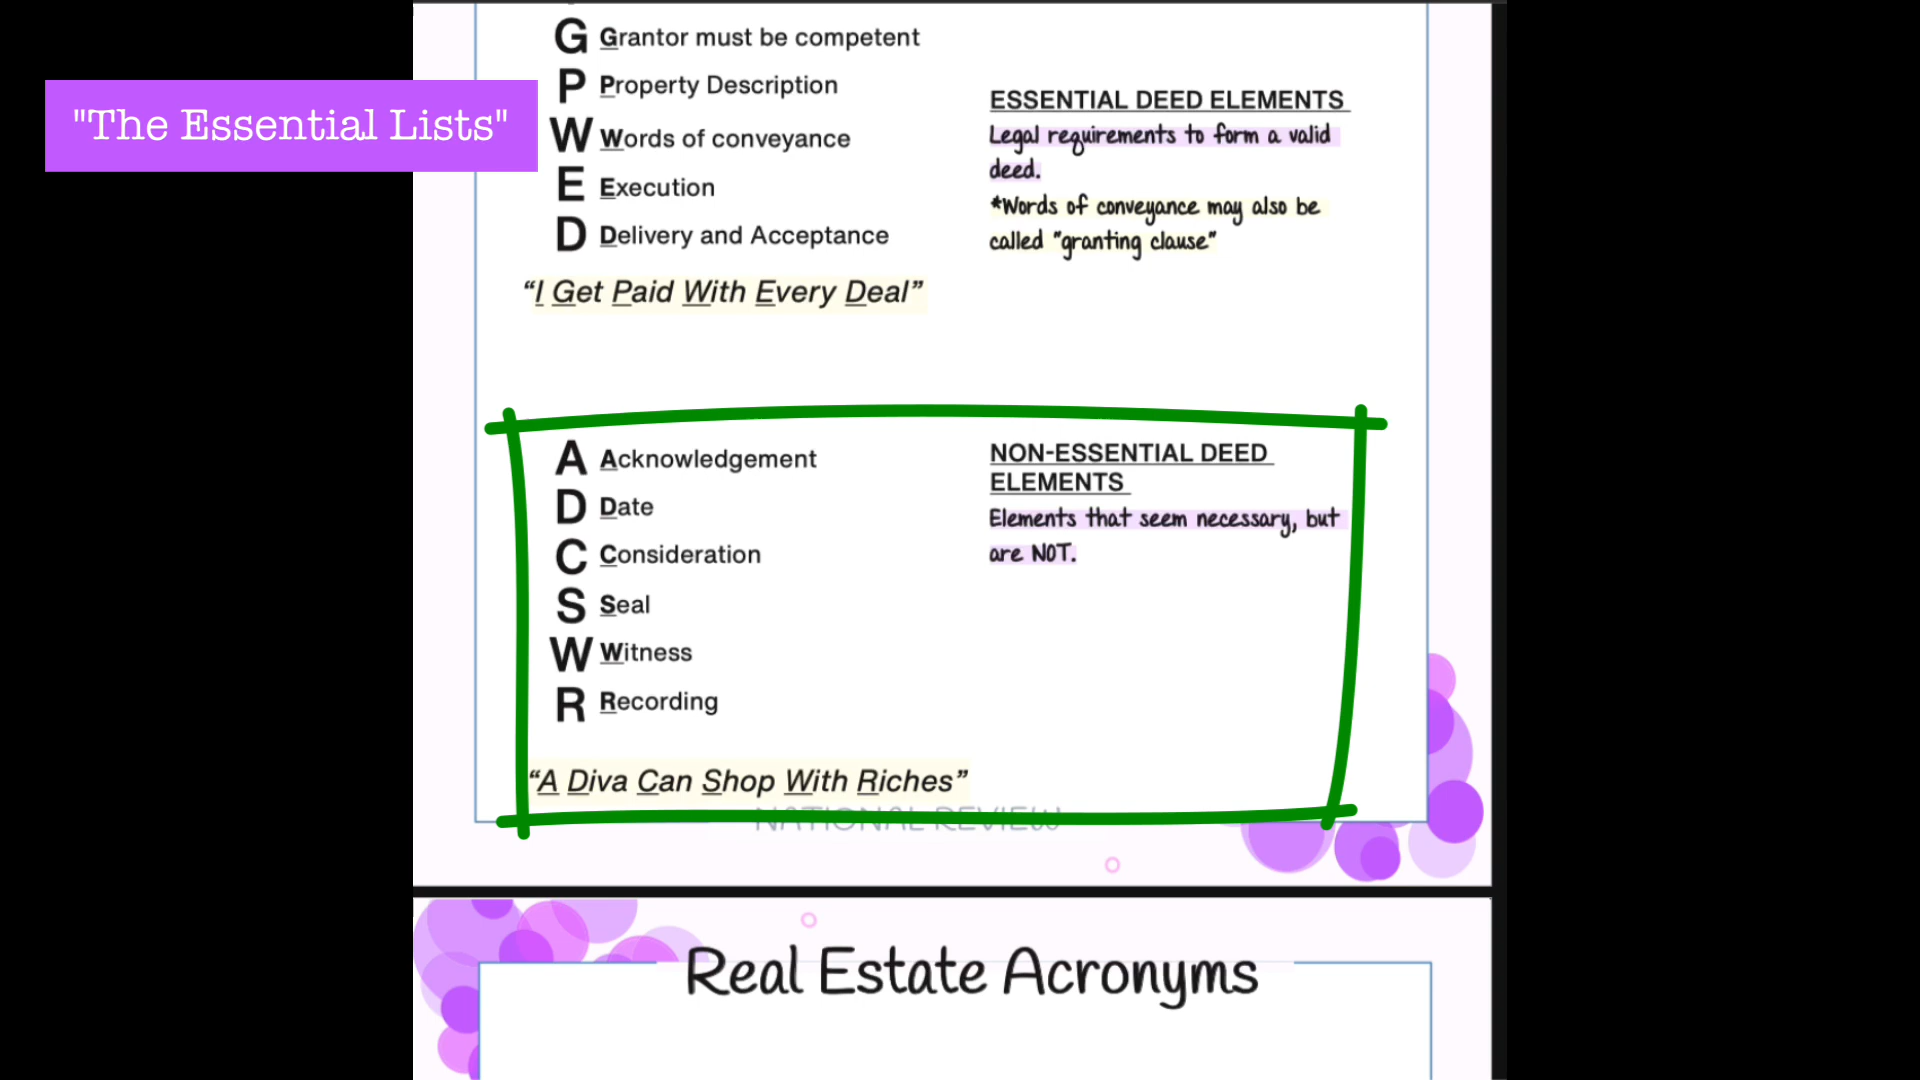 "The Essential Lists"
G Grantor must be competent
P Property Description
W Words of conveyance
E Execution
D Delivery and Acceptance
“I Get Paid With Every Deal”
ESSENTIAL DEED ELEMENTS
Legal requirements to form a valid
deed.
*Words of conveyance may also be
called "granting clause"
A Acknowledgement
D Date
C Consideration
S Seal
W Witness
R Recording
“A Diva Can Shop With Riches”
NON-ESSENTIAL DEED
ELEMENTS
Elements that seem necessary, but
are NOT.
NATIONAL REVIEW
Real Estate Acronyms